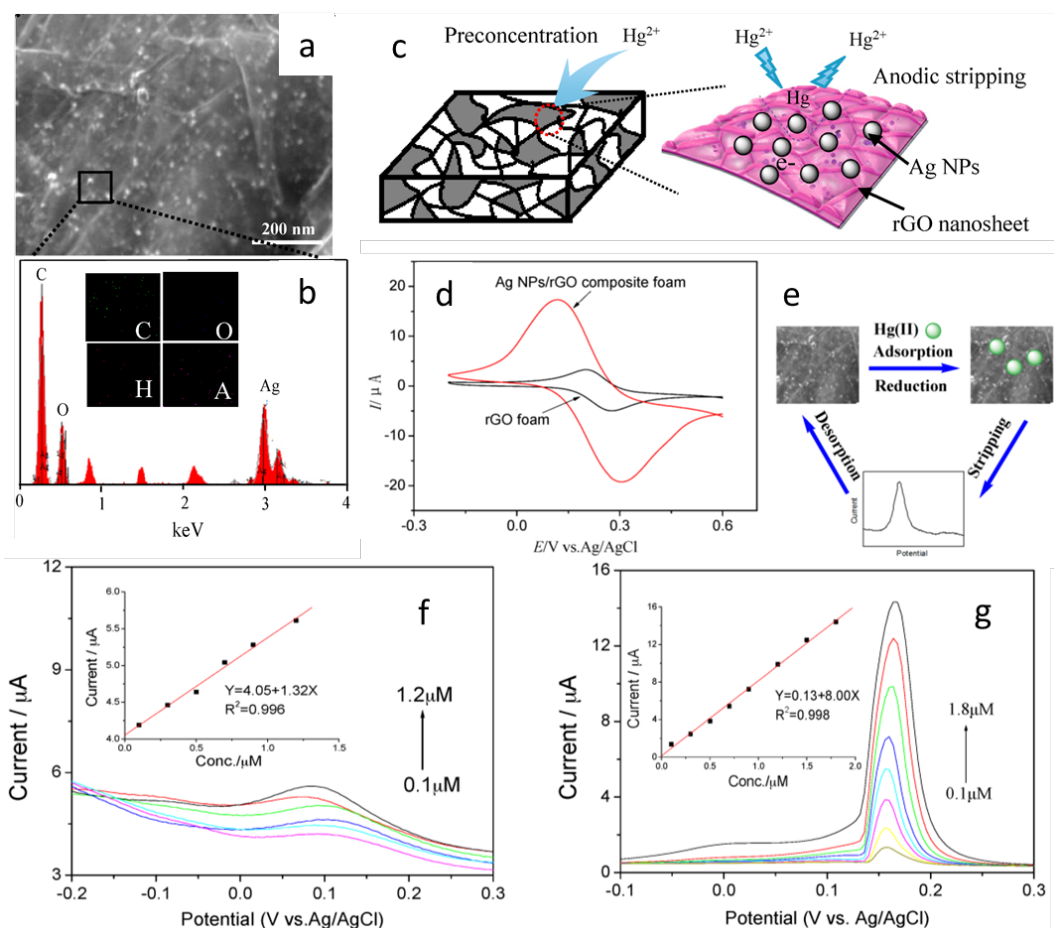 a
200 nm
C
O
Ag
b
C
O
H
A
0
1
2
3
4
keV
c
Preconcentration
Hg²⁺
Hg²⁺
Hg²⁺
Anodic stripping
Hg
e-
Ag NPs
rGO nanosheet
d
Ag NPs/rGO composite foam
rGO foam
20
10
0
-10
-20
I/ μ A
-0.3
0.0
0.3
0.6
E/V vs.Ag/AgCl
e
Hg(II)
Adsorption
Reduction
Desorption
Stripping
Current
Potential
f
12
9
6
3
Current / μA
-0.2
-0.1
0.0
0.1
0.2
0.3
Potential (V vs.Ag/AgCl)
6.0
5.5
5.0
4.5
4.0
Current / μA
0.0
0.5
1.0
1.5
Conc./μM
Y=4.05+1.32X
R²=0.996
1.2μM
0.1μM
g
16
12
8
4
0
Current / μA
-0.1
0.0
0.1
0.2
0.3
Potential (V vs. Ag/AgCl)
16
14
12
10
8
6
4
2
0
Current / μA
0.0
0.5
1.0
1.5
2.0
Conc./μM
Y=0.13+8.00X
R²=0.998
1.8μM
0.1μM